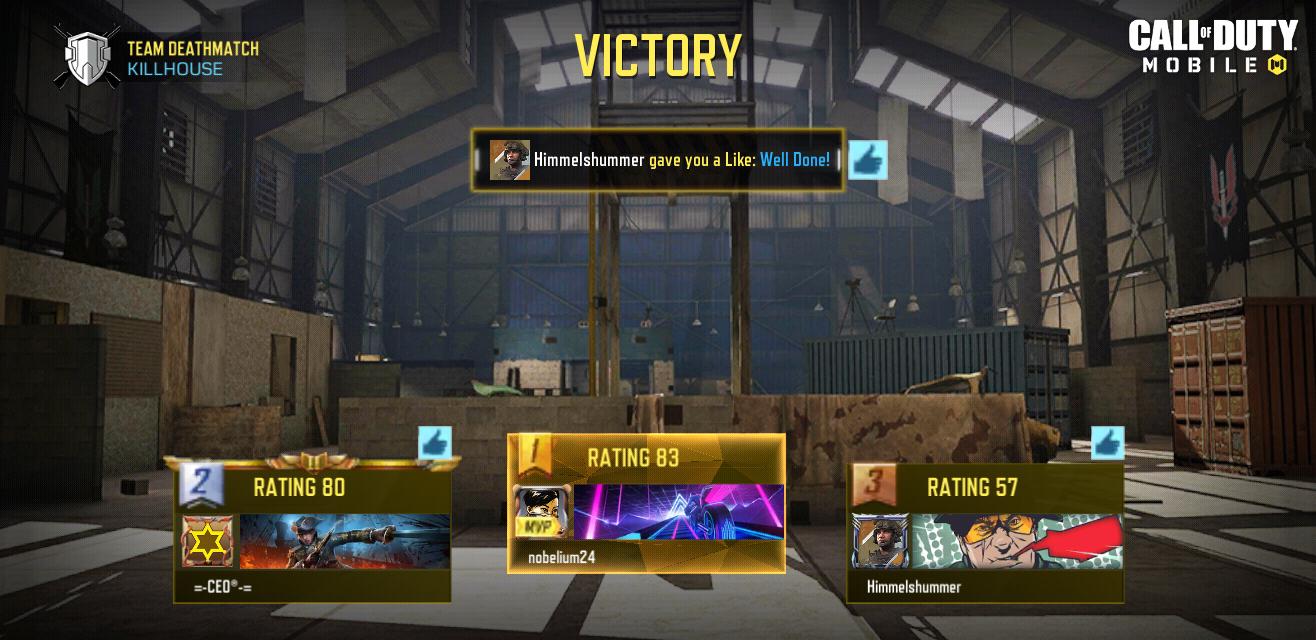 TEAM DEATHMATCH
KILLHOUSE
VICTORY
CALL OF DUTY
MOBILE
Himmelshummer gave you a Like: Well Done!
2
RATING 80
=-CEO®-=
1
RATING 83
MVP
nobelium24
3
RATING 57
Himmelshummer